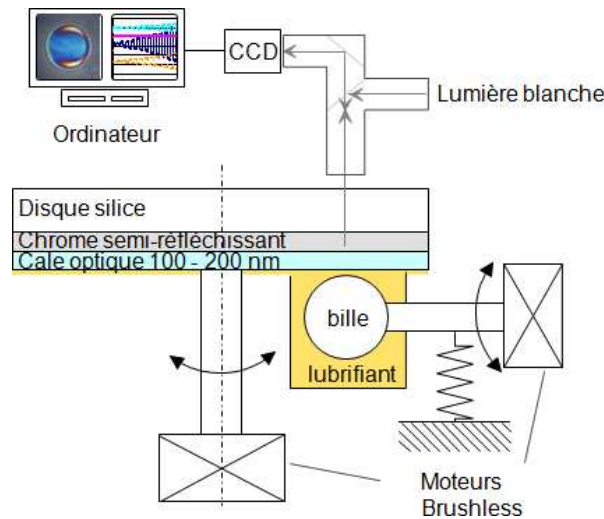 CCD
Lumière blanche
Ordinateur
Disque silice
Chrome semi-réfléchissant
Cale optique 100 - 200 nm
bille
lubrifiant
Moteurs
Brushless